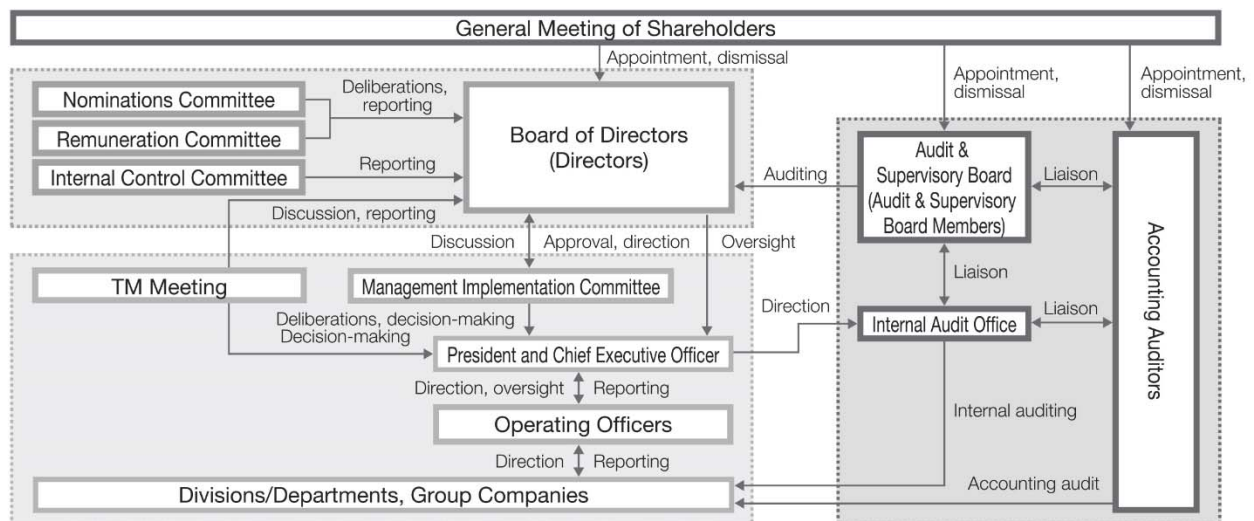 General Meeting of Shareholders
Appointment, dismissal
Appointment,
dismissal
Appointment,
dismissal
Nominations Committee
Remuneration Committee
Internal Control Committee
Deliberations,
reporting
Reporting
Discussion, reporting
Board of Directors
(Directors)
Auditing
Audit &
Supervisory Board
(Audit & Supervisory
Board Members)
Liaison
Accounting Auditors
Discussion
Approval, direction
Oversight
Liaison
TM Meeting
Management Implementation Committee
Direction
Internal Audit Office
Liaison
Deliberations, decision-making
Decision-making
President and Chief Executive Officer
Direction, oversight
Reporting
Operating Officers
Internal auditing
Direction
Reporting
Divisions/Departments, Group Companies
Accounting audit